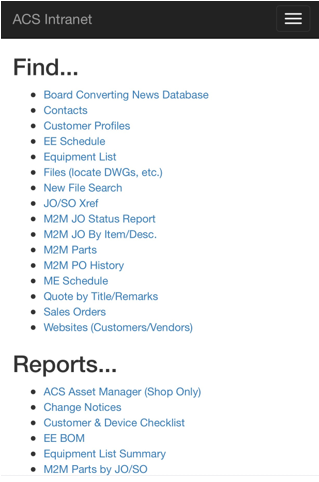 ACS Intranet
Find...
Board Converting News Database
Contacts
Customer Profiles
EE Schedule
Equipment List
Files (locate DWGs, etc.)
New File Search
JO/SO Xref
M2M JO Status Report
M2M JO By Item/Desc.
M2M Parts
M2M PO History
ME Schedule
Quote by Title/Remarks
Sales Orders
Websites (Customers/Vendors)
Reports...
ACS Asset Manager (Shop Only)
Change Notices
Customer & Device Checklist
EE BOM
Equipment List Summary
M2M Parts by JO/SO